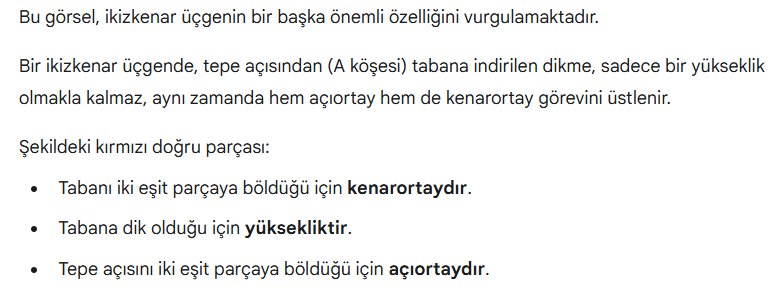 Bu görsel, ikizkenar üçgenin bir başka önemli özelliğini vurgulamaktadır.
Bir ikizkenar üçgende, tepe açısından (A köşesi) tabana indirilen dikme, sadece bir yükseklik
olmakla kalmaz, aynı zamanda hem açıortay hem de kenarortay görevini üstlenir.
Şekildeki kırmızı doğru parçası:
• Tabanı iki eşit parçaya böldüğü için kenarortaydır.
• Tabana dik olduğu için yüksekliktir.
• Tepe açısını iki eşit parçaya böldüğü için açıortaydır.